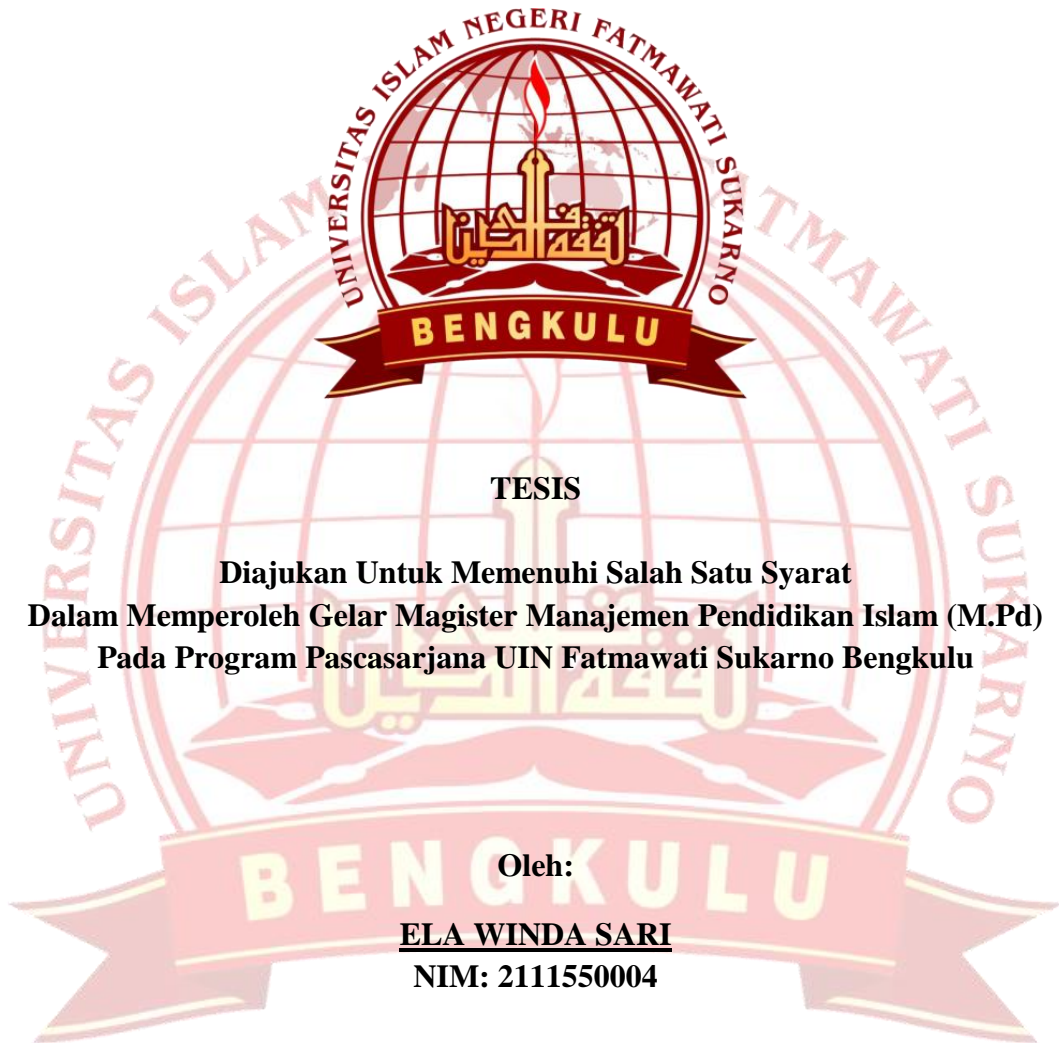 UNIVERSITAS ISLAM NEGERI FATMAWATI SUKARNO
BENGKULU
TESIS
Diajukan Untuk Memenuhi Salah Satu Syarat
Dalam Memperoleh Gelar Magister Manajemen Pendidikan Islam (M.Pd)
Pada Program Pascasarjana UIN Fatmawati Sukarno Bengkulu
Oleh:
ELA WINDA SARI
NIM: 2111550004